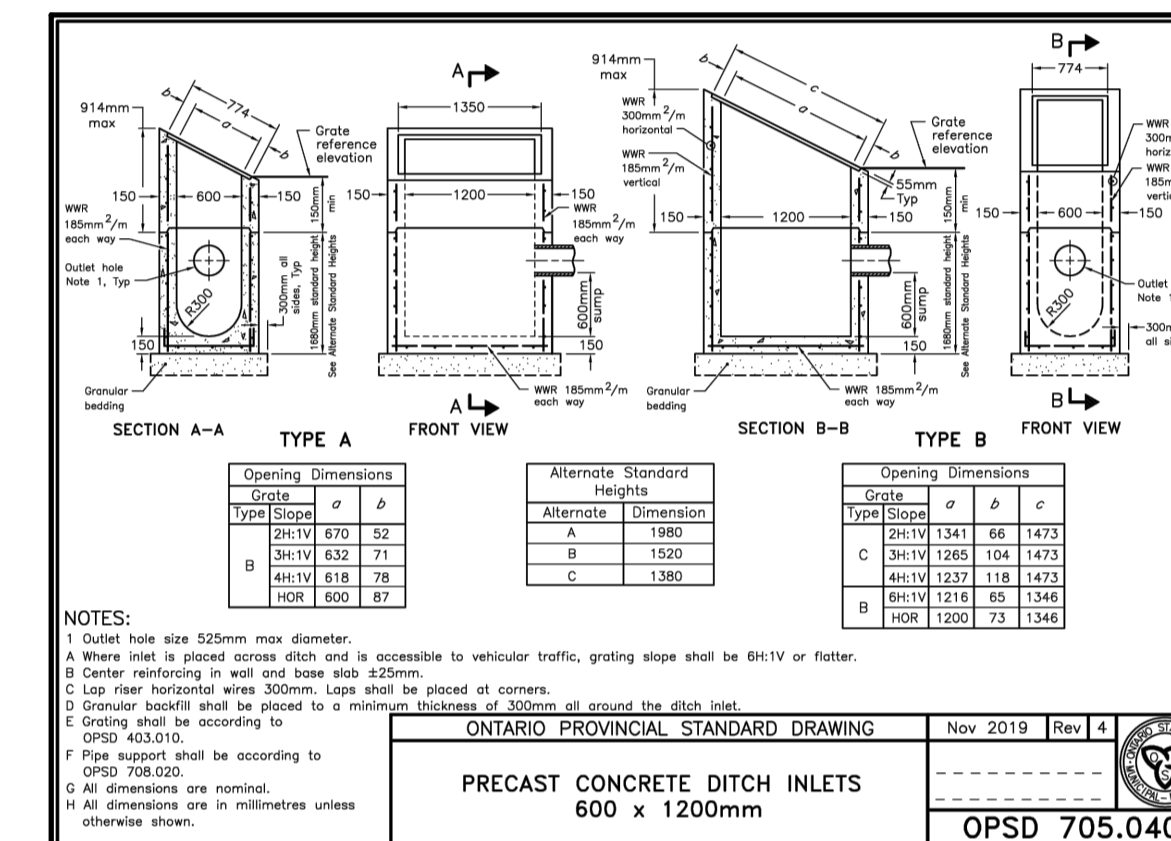 914mm
max
b
774
a
b
Grate
reference
elevation
150
600
150
150mm
min
WWR
185mm²/m
each way
Outlet hole
Note 1, Typ
R300
300mm all
sides, Typ
1680mm standard height
See Alternate Standard Heights
150
Granular
bedding
SECTION A-A
TYPE A
A
1350
150
1200
150
WWR
185mm²/m
each way
600mm
sump
150
WWR 185mm²/m
each way
A
FRONT VIEW
914mm
max
b
c
a
b
WWR
300mm²/m
horizontal
WWR
185mm²/m
vertical
Grate
reference
elevation
55mm
Typ
150
1200
150
150mm
min
600mm
sump
1680mm standard height
See Alternate Standard Heights
150
Granular
bedding
WWR 185mm²/m
each way
SECTION B-B
TYPE B
B
774
WWR
WWR
150
600
150
R300
Outlet
B
FRONT VIEW
Opening Dimensions
Grate a b
Type Slope
B
2H:1V 670 52
3H:1V 632 71
4H:1V 618 78
HOR 600 87
Alternate Standard
Heights
Alternate Dimension
A 1980
B 1520
C 1380
Opening Dimensions
Grate a b c
Type Slope
C
2H:1V 1341 66 1473
3H:1V 1265 104 1473
4H:1V 1237 118 1473
B
6H:1V 1216 65 1346
HOR 1200 73 1346
NOTES:
1 Outlet hole size 525mm max diameter.
A Where inlet is placed across ditch and is accessible to vehicular traffic, grating slope shall be 6H:1V or flatter.
B Center reinforcing in wall and base slab ±25mm.
C Lap riser horizontal wires 300mm. Laps shall be placed at corners.
D Granular backfill shall be placed to a minimum thickness of 300mm all around the ditch inlet.
E Grating shall be according to
OPSD 403.010.
F Pipe support shall be according to
OPSD 708.020.
G All dimensions are nominal.
H All dimensions are in millimetres unless
otherwise shown.
ONTARIO PROVINCIAL STANDARD DRAWING
Nov 2019 Rev 4
PRECAST CONCRETE DITCH INLETS
600 x 1200mm
OPSD 705.040